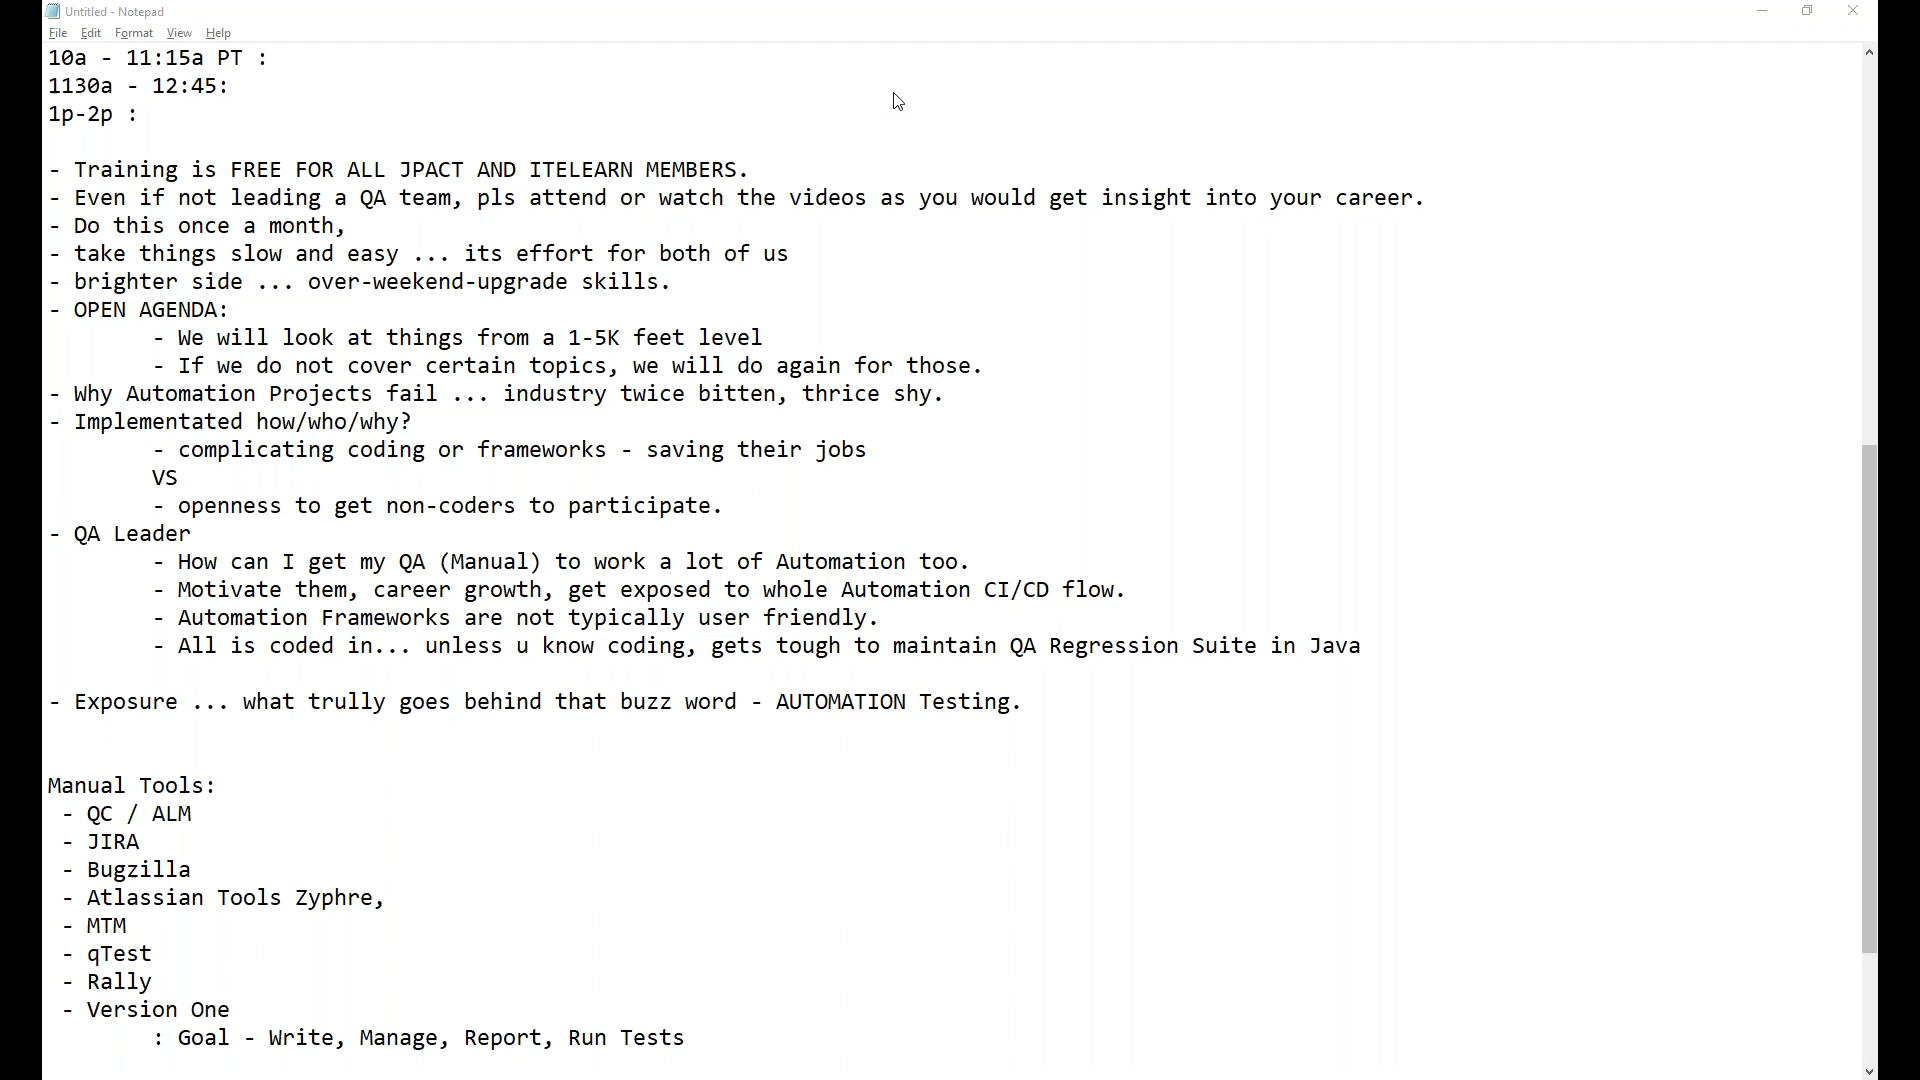 Untitled - Notepad
File Edit Format View Help
10a - 11:15a PT :
1130a - 12:45:
1p-2p :
- Training is FREE FOR ALL JPACT AND ITELEARN MEMBERS.
- Even if not leading a QA team, pls attend or watch the videos as you would get insight into your career.
- Do this once a month,
- take things slow and easy ... its effort for both of us
- brighter side ... over-weekend-upgrade skills.
- OPEN AGENDA:
- We will look at things from a 1-5K feet level
- If we do not cover certain topics, we will do again for those.
- Why Automation Projects fail ... industry twice bitten, thrice shy.
- Implementated how/who/why?
- complicating coding or frameworks - saving their jobs
VS
- openness to get non-coders to participate.
- QA Leader
- How can I get my QA (Manual) to work a lot of Automation too.
- Motivate them, career growth, get exposed to whole Automation CI/CD flow.
- Automation Frameworks are not typically user friendly.
- All is coded in... unless u know coding, gets tough to maintain QA Regression Suite in Java
- Exposure ... what trully goes behind that buzz word - AUTOMATION Testing.
Manual Tools:
- QC / ALM
- JIRA
- Bugzilla
- Atlassian Tools Zyphre,
- MTM
- qTest
- Rally
- Version One
: Goal - Write, Manage, Report, Run Tests